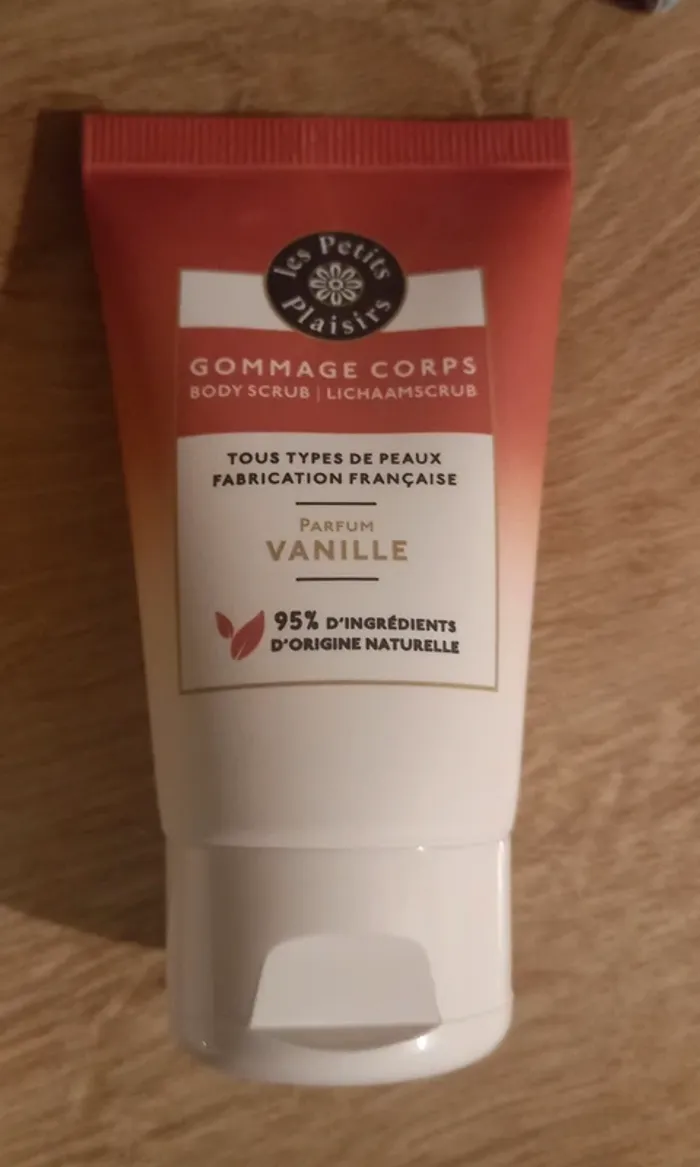 les Petits
Plaisirs
GOMMAGE CORPS
BODY SCRUB | LICHAAMSCRUB
TOUS TYPES DE PEAUX
FABRICATION FRANÇAISE
PARFUM
VANILLE
95% D'INGRÉDIENTS
D'ORIGINE NATURELLE